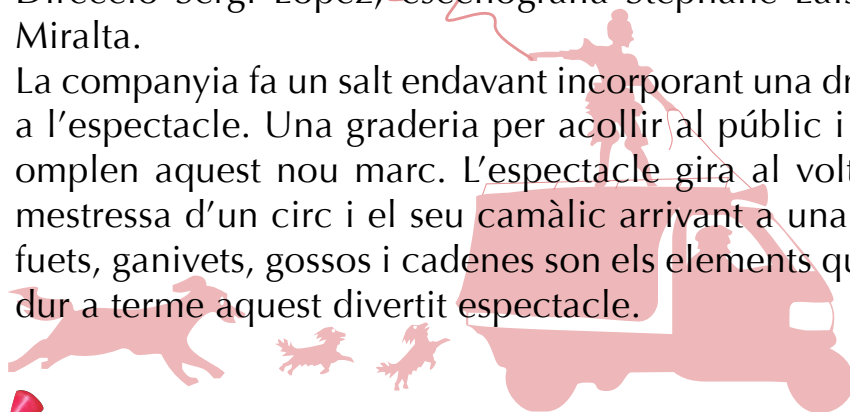 Miralta.
La companyia fa un salt endavant incorporant una
a l’espectacle. Una graderia per acollir al públic i
omplen aquest nou marc. L’espectacle gira al
mestressa d’un circ i el seu camàlic arrivant a una
fuets, ganivets, gossos i cadenes son els elements
dur a terme aquest divertit espectacle.